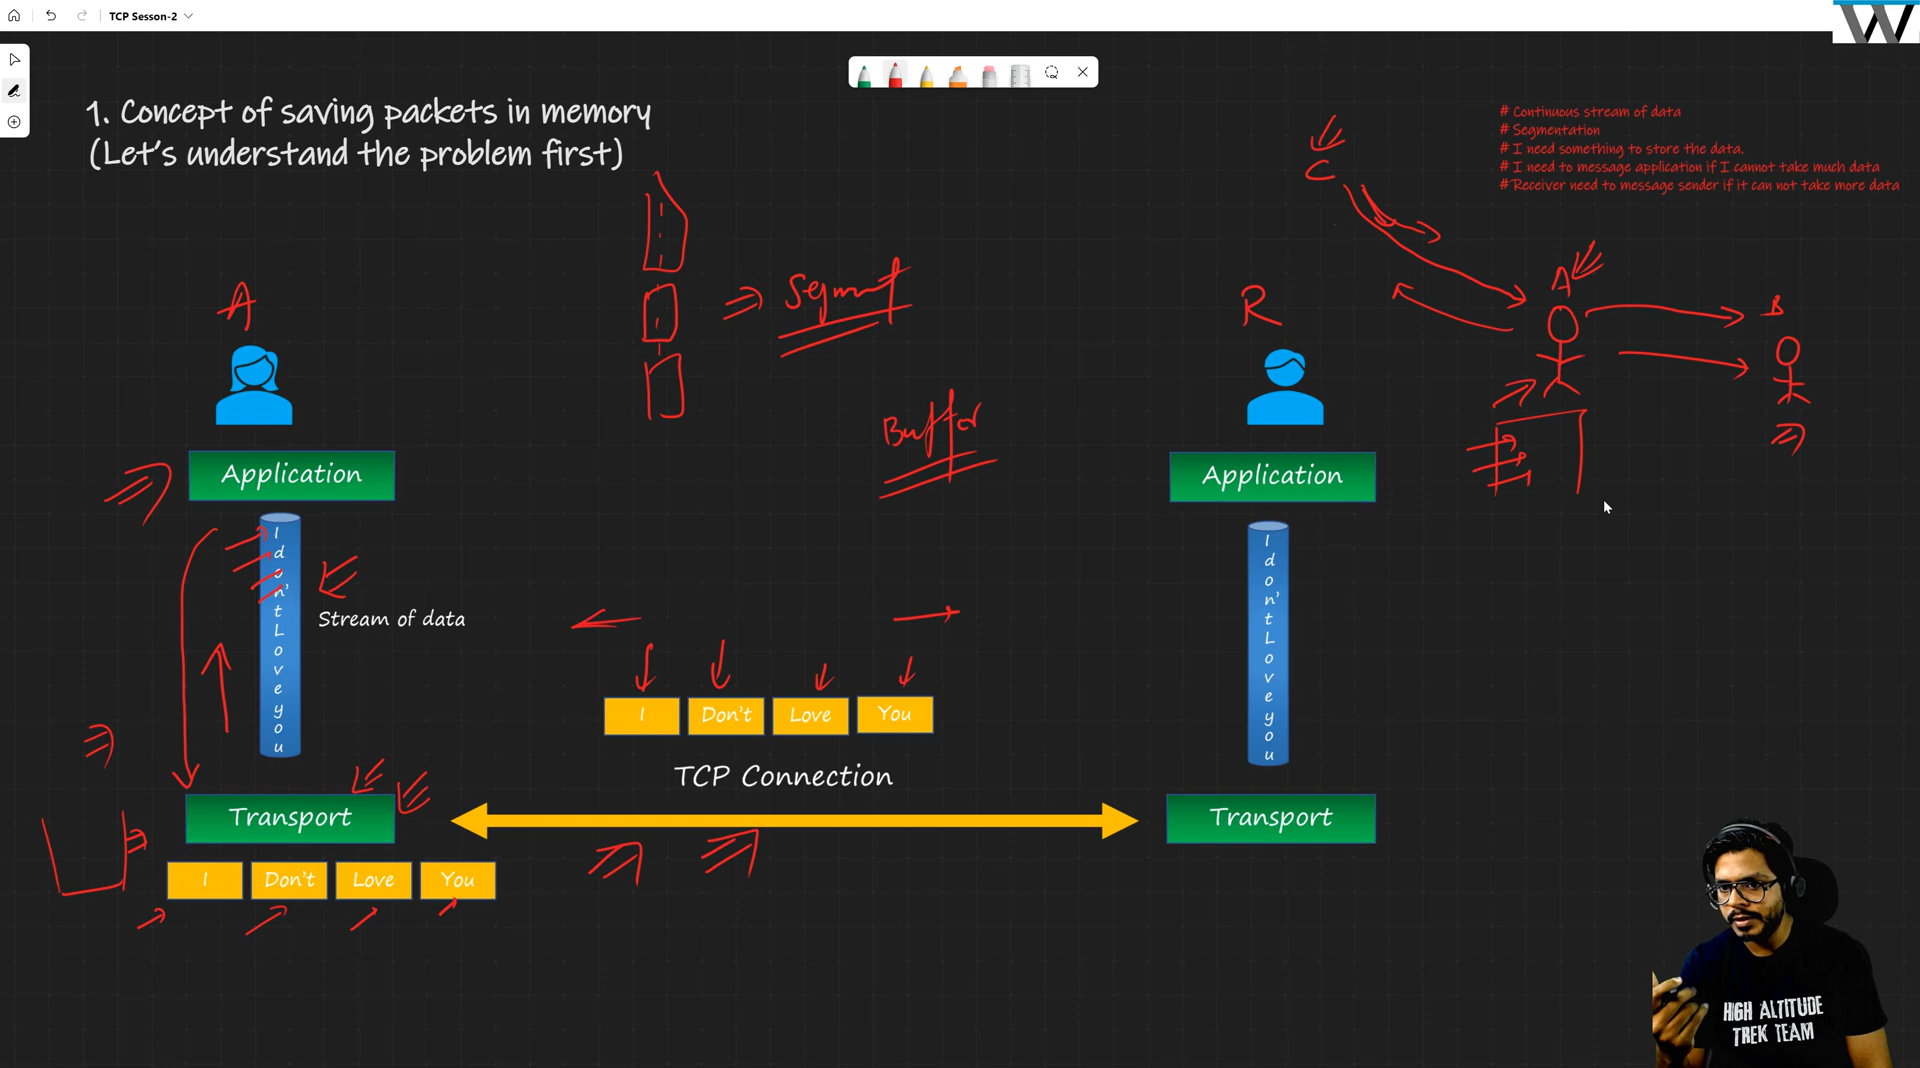 TCP Sesson-2
W
1. Concept of saving packets in memory
(Let's understand the problem first)
# Continuous stream of data
# Segmentation
# I need something to store the data.
# I need to message application if I cannot take much data
# Receiver need to message sender if it can not take more data
C
A
B
A
Segment
R
Buffer
Application
Application
I
d
o
n'
t
L
o
v
e
y
o
u
Stream of data
I
d
o
n'
t
L
o
v
e
y
o
u
I Don't Love You
TCP Connection
Transport
Transport
I Don't Love You
HIGH ALTITUDE
TREK TEAM